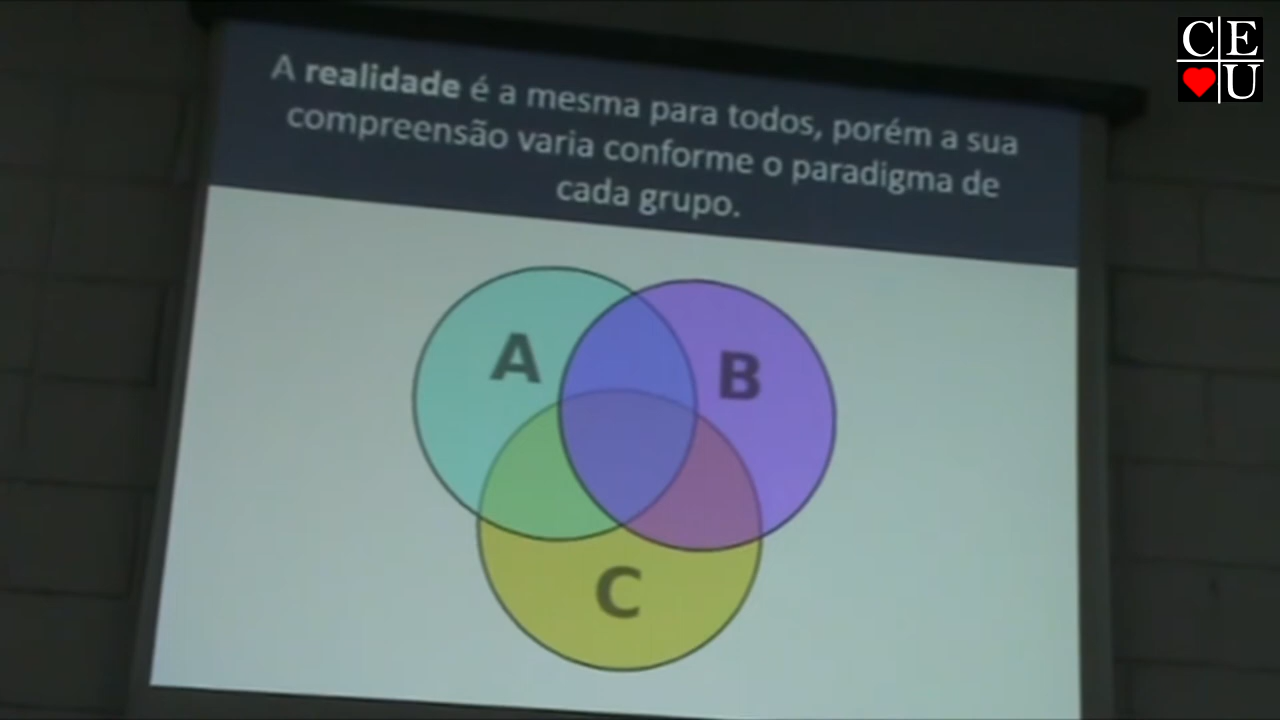 CE
U
A realidade é a mesma para todos, porém a sua
compreensão varia conforme o paradigma de
cada grupo.
A
B
C